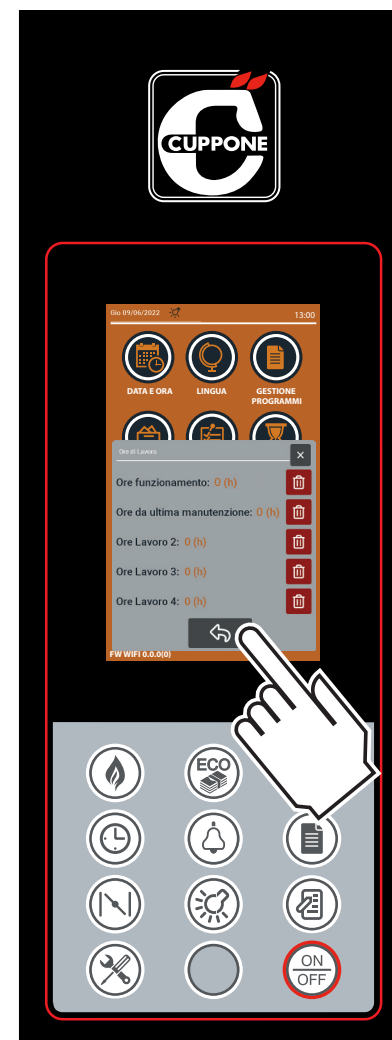 CUPPONE
Gio 09/06/2022
13:00
DATA E ORA
LINGUA
GESTIONE
PROGRAMMI
Ore di Lavoro
Ore funzionamento: 0 (h)
Ore da ultima manutenzione: 0 (h)
Ore Lavoro 2: 0 (h)
Ore Lavoro 3: 0 (h)
Ore Lavoro 4: 0 (h)
FW WIFI 0.0.0(0)
ECO
ON
OFF